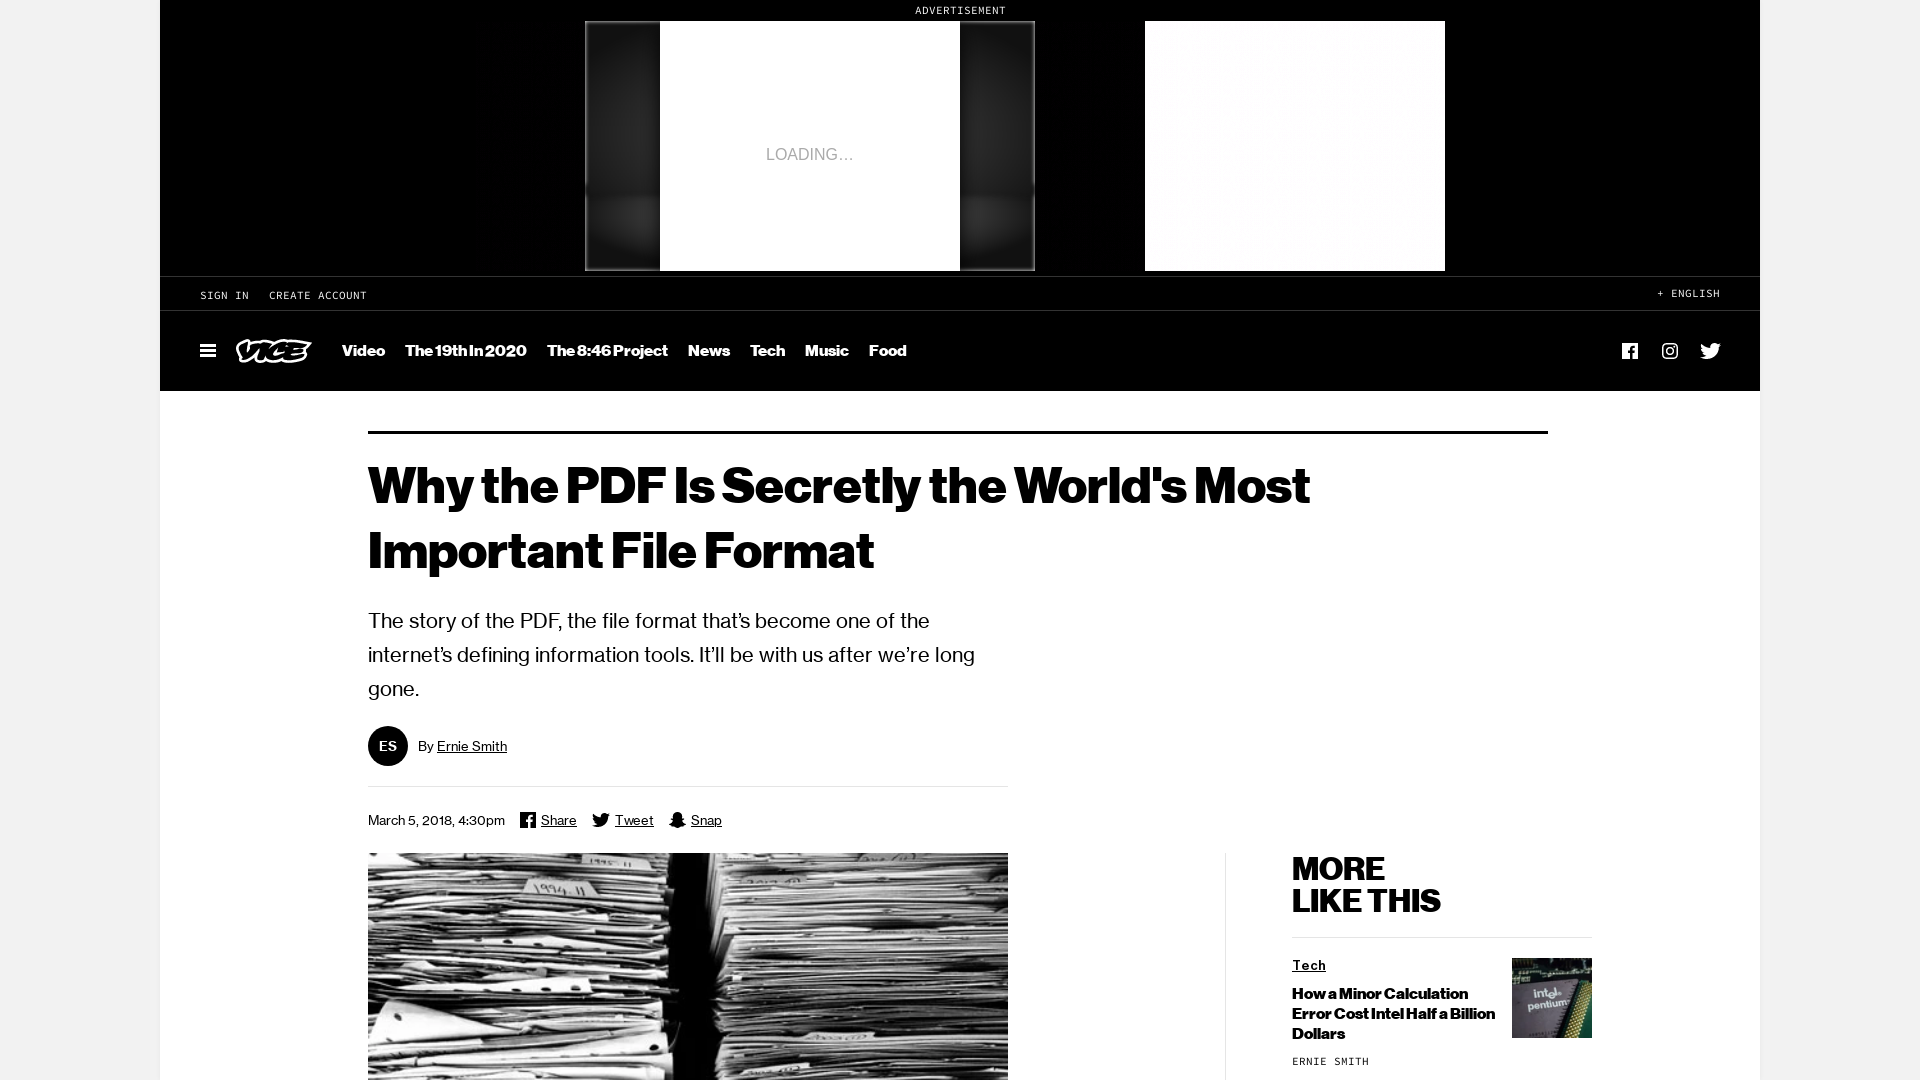 ADVERTISEMENT
LOADING…
SIGN IN CREATE ACCOUNT
+ ENGLISH
VICE
Video The 19th In 2020 The 8:46 Project News Tech Music Food
Why the PDF Is Secretly the World's Most
Important File Format
The story of the PDF, the file format that’s become one of the
internet’s defining information tools. It’ll be with us after we’re long
gone.
ES By Ernie Smith
March 5, 2018, 4:30pm Share Tweet Snap
1994.11
MORE
LIKE THIS
Tech
How a Minor Calculation
Error Cost Intel Half a Billion
Dollars
intel
pentium
ERNIE SMITH